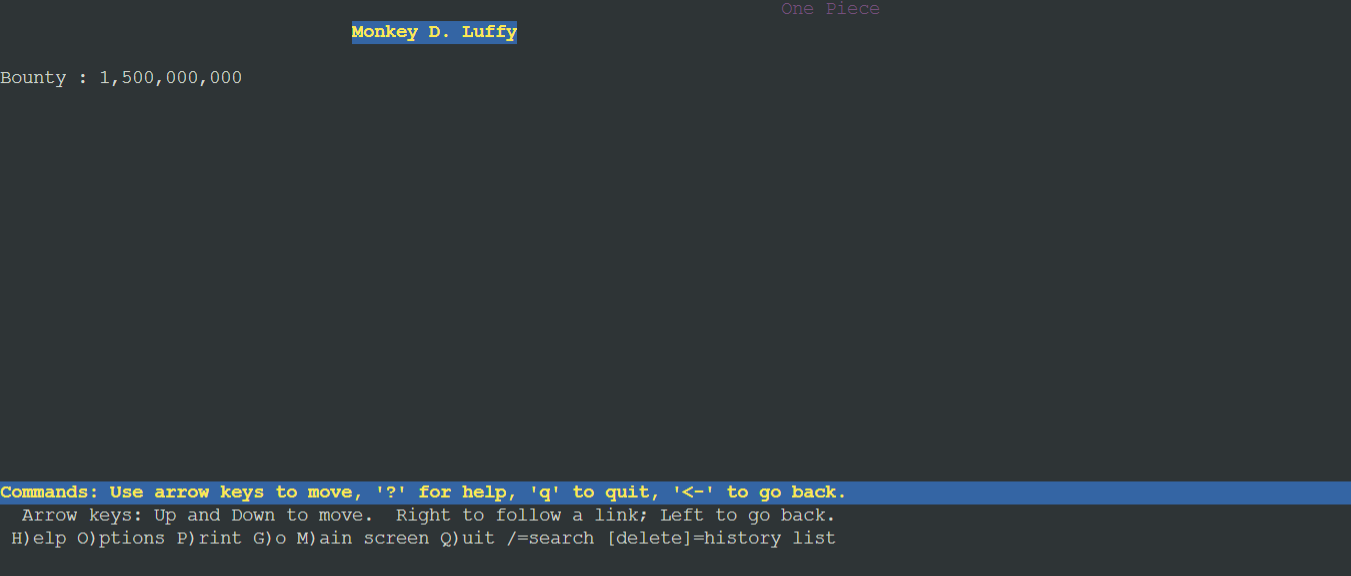 One Piece
Monkey D. Luffy
Bounty : 1,500,000,000
Commands: Use arrow keys to move, '?' for help, 'q' to quit, '<-' to go back.
Arrow keys: Up and Down to move.  Right to follow a link; Left to go back.
H)elp O)ptions P)rint G)o M)ain screen Q)uit /=search [delete]=history list